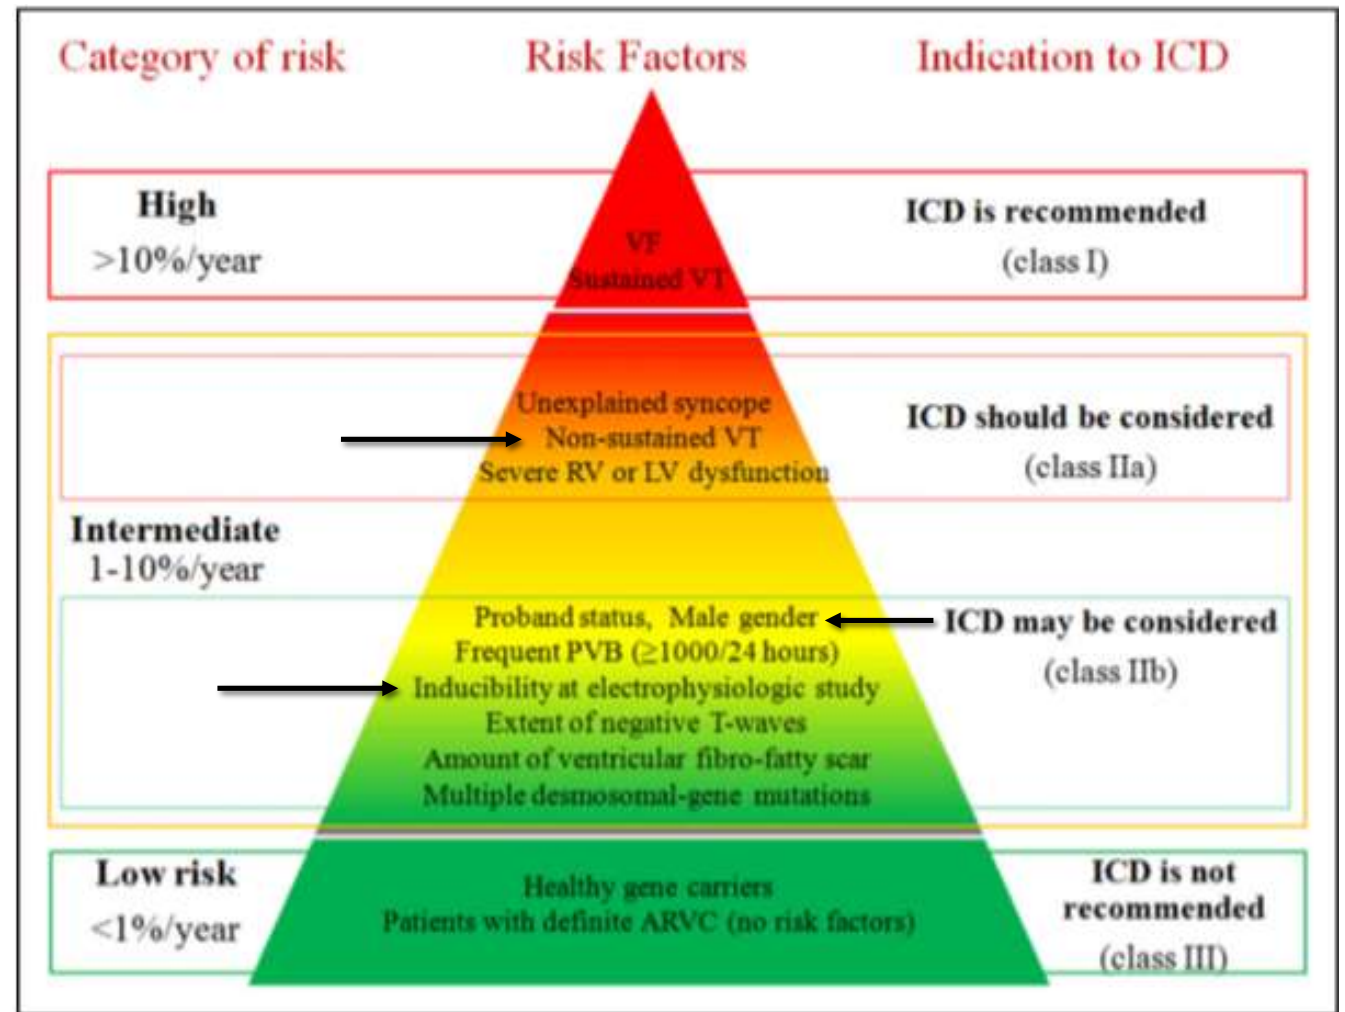 Category of risk
Risk Factors
Indication to ICD
High
>10%/year
VF
Sustained VT
ICD is recommended
(class I)
Unexplained syncope
Non-sustained VT
Severe RV or LV dysfunction
ICD should be considered
(class IIa)
Intermediate
1-10%/year
Proband status, Male gender
Frequent PVB (≥1000/24 hours)
Inducibility at electrophysiologic study
Extent of negative T-waves
Amount of ventricular fibro-fatty scar
Multiple desmosomal-gene mutations
ICD may be considered
(class IIb)
Low risk
<1%/year
Healthy gene carriers
Patients with definite ARVC (no risk factors)
ICD is not
recommended
(class III)